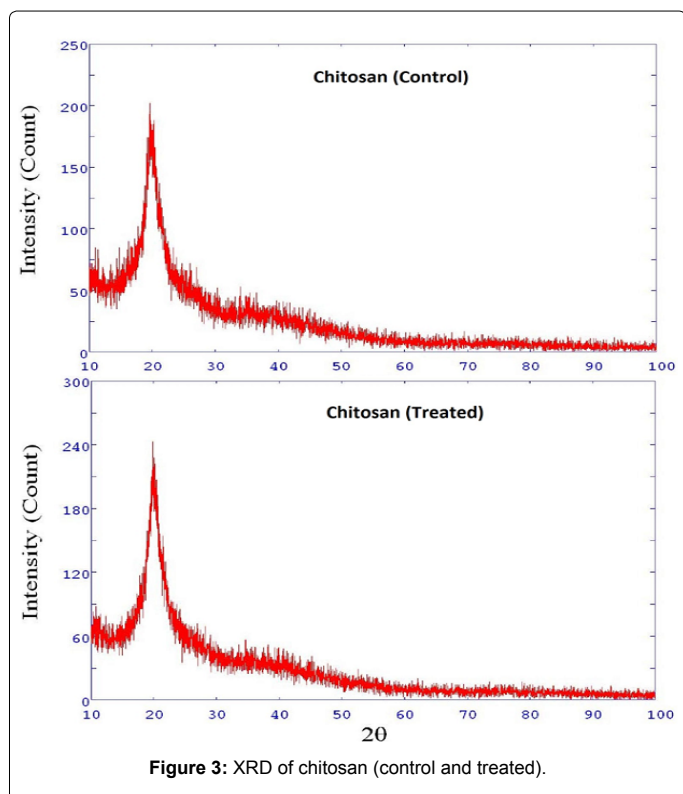 250
Chitosan (Control)
200
150
100
50
0
Intensity (Count)
10 20 30 40 50 60 70 80 90 100
300
Chitosan (Treated)
240
180
120
60
0
Intensity (Count)
10 20 30 40 50 60 70 80 90 100
2θ
Figure 3: XRD of chitosan (control and treated).